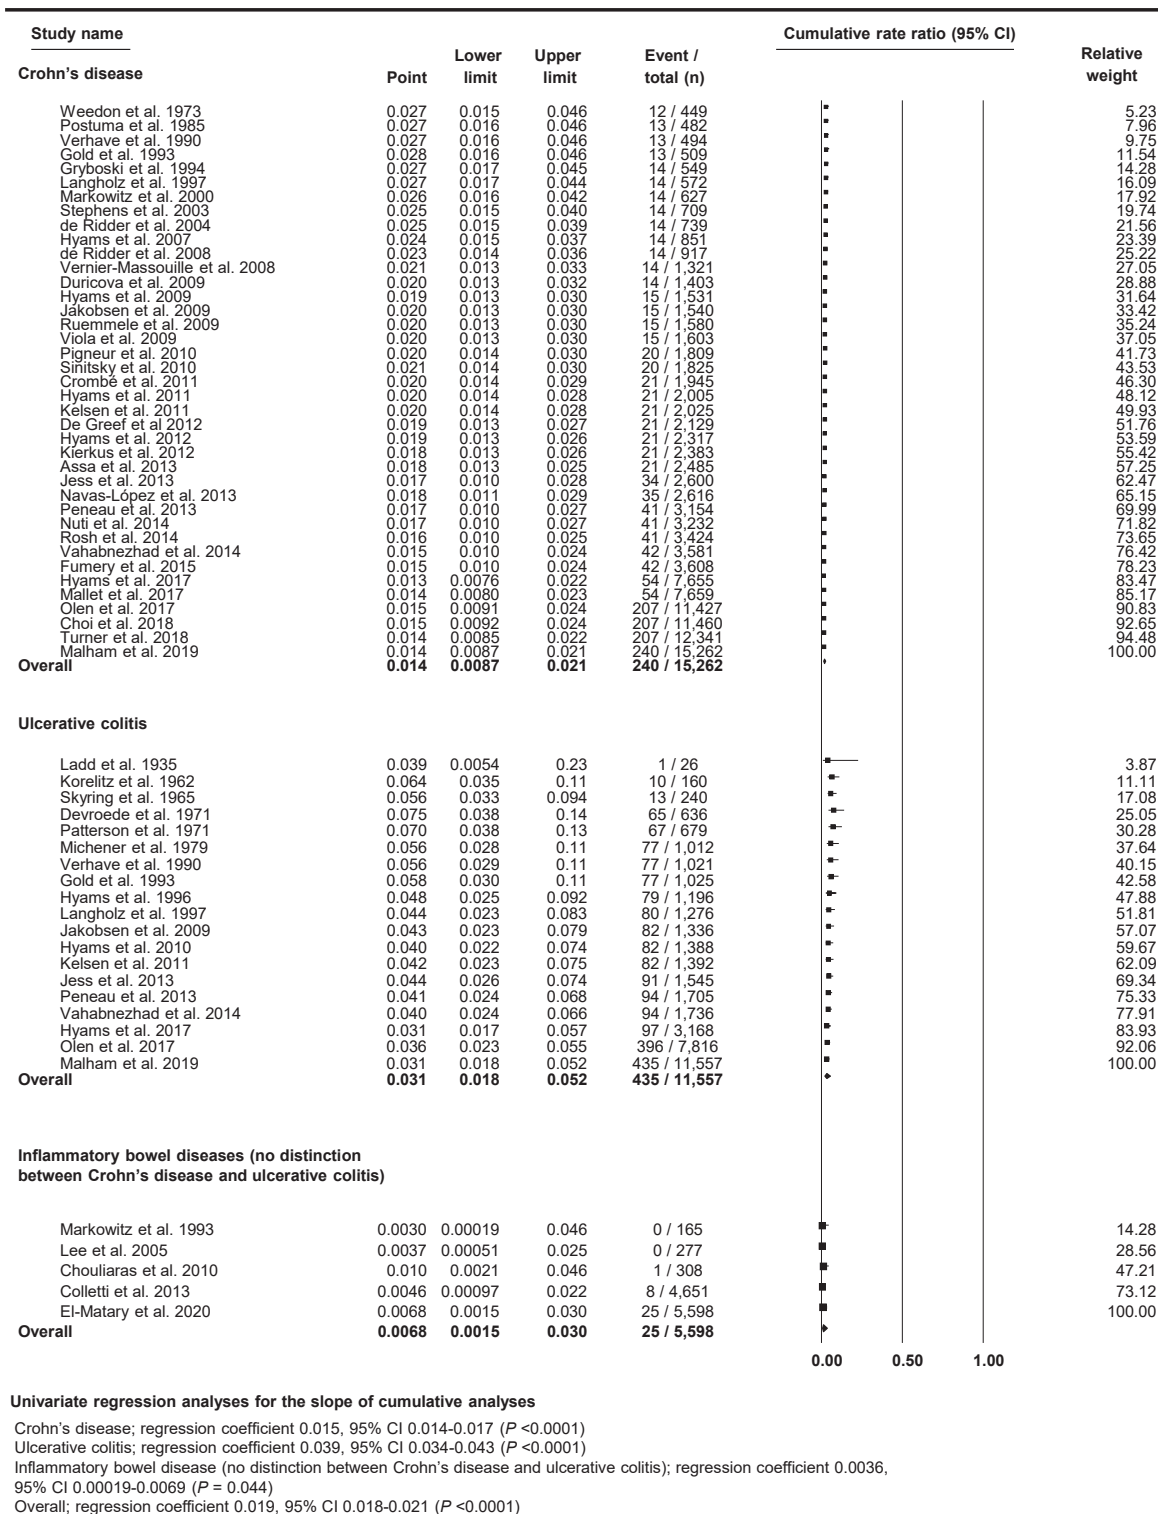 Study name Cumulative rate ratio (95% CI)
Crohn's disease Point Lower limit Upper limit Event / total (n) Relative weight
Weedon et al. 1973 0.027 0.015 0.046 12 / 449 5.23
Postuma et al. 1985 0.027 0.016 0.046 13 / 482 7.96
Verhave et al. 1990 0.027 0.016 0.046 13 / 494 9.75
Gold et al. 1993 0.028 0.016 0.046 13 / 509 11.54
Gryboski et al. 1994 0.027 0.017 0.045 14 / 549 14.28
Langholz et al. 1997 0.027 0.017 0.044 14 / 572 16.09
Markowitz et al. 2000 0.026 0.016 0.042 14 / 627 17.92
Stephens et al. 2003 0.025 0.015 0.040 14 / 709 19.74
de Ridder et al. 2004 0.025 0.015 0.039 14 / 739 21.56
Hyams et al. 2007 0.024 0.015 0.037 14 / 851 23.39
de Ridder et al. 2008 0.023 0.014 0.036 14 / 917 25.22
Vernier-Massouille et al. 2008 0.021 0.013 0.033 14 / 1,321 27.05
Duricova et al. 2009 0.020 0.013 0.032 14 / 1,403 28.88
Hyams et al. 2009 0.019 0.013 0.030 15 / 1,531 31.64
Jakobsen et al. 2009 0.020 0.013 0.030 15 / 1,540 33.42
Ruemmele et al. 2009 0.020 0.013 0.030 15 / 1,580 35.24
Viola et al. 2009 0.020 0.013 0.030 15 / 1,603 37.05
Pigneur et al. 2010 0.020 0.014 0.030 20 / 1,809 41.73
Sinitsky et al. 2010 0.021 0.014 0.030 20 / 1,825 43.53
Crombé et al. 2011 0.020 0.014 0.029 21 / 1,945 46.30
Hyams et al. 2011 0.020 0.014 0.028 21 / 2,005 48.12
Kelsen et al. 2011 0.020 0.014 0.028 21 / 2,025 49.93
De Greef et al 2012 0.019 0.013 0.027 21 / 2,129 51.76
Hyams et al. 2012 0.019 0.013 0.026 21 / 2,317 53.59
Kierkus et al. 2012 0.018 0.013 0.026 21 / 2,383 55.42
Assa et al. 2013 0.018 0.013 0.025 21 / 2,485 57.25
Jess et al. 2013 0.017 0.010 0.028 34 / 2,600 62.47
Navas-López et al. 2013 0.018 0.011 0.029 35 / 2,616 65.15
Peneau et al. 2013 0.017 0.010 0.027 41 / 3,154 69.99
Nuti et al. 2014 0.017 0.010 0.027 41 / 3,232 71.82
Rosh et al. 2014 0.016 0.010 0.025 41 / 3,424 73.65
Vahabnezhad et al. 2014 0.015 0.010 0.024 42 / 3,581 76.42
Fumery et al. 2015 0.015 0.010 0.024 42 / 3,608 78.23
Hyams et al. 2017 0.013 0.0076 0.022 54 / 7,655 83.47
Mallet et al. 2017 0.014 0.0080 0.023 54 / 7,659 85.17
Olen et al. 2017 0.015 0.0091 0.024 207 / 11,427 90.83
Choi et al. 2018 0.015 0.0092 0.024 207 / 11,460 92.65
Turner et al. 2018 0.014 0.0085 0.022 207 / 12,341 94.48
Malham et al. 2019 0.014 0.0087 0.021 240 / 15,262 100.00
Overall 0.014 0.0087 0.021 240 / 15,262
Ulcerative colitis
Ladd et al. 1935 0.039 0.0054 0.23 1 / 26 3.87
Korelitz et al. 1962 0.064 0.035 0.11 10 / 160 11.11
Skyring et al. 1965 0.056 0.033 0.094 13 / 240 17.08
Devroede et al. 1971 0.075 0.038 0.14 65 / 636 25.05
Patterson et al. 1971 0.070 0.038 0.13 67 / 679 30.28
Michener et al. 1979 0.056 0.028 0.11 77 / 1,012 37.64
Verhave et al. 1990 0.056 0.029 0.11 77 / 1,021 40.15
Gold et al. 1993 0.058 0.030 0.11 77 / 1,025 42.58
Hyams et al. 1996 0.048 0.025 0.092 79 / 1,196 47.88
Langholz et al. 1997 0.044 0.023 0.083 80 / 1,276 51.81
Jakobsen et al. 2009 0.043 0.023 0.079 82 / 1,336 57.07
Hyams et al. 2010 0.040 0.022 0.074 82 / 1,388 59.67
Kelsen et al. 2011 0.042 0.023 0.075 82 / 1,392 62.09
Jess et al. 2013 0.044 0.026 0.074 91 / 1,545 69.34
Peneau et al. 2013 0.041 0.024 0.068 94 / 1,705 75.33
Vahabnezhad et al. 2014 0.040 0.024 0.066 94 / 1,736 77.91
Hyams et al. 2017 0.031 0.017 0.057 97 / 3,168 83.93
Olen et al. 2017 0.036 0.023 0.055 396 / 7,816 92.06
Malham et al. 2019 0.031 0.018 0.052 435 / 11,557 100.00
Overall 0.031 0.018 0.052 435 / 11,557
Inflammatory bowel diseases (no distinction
between Crohn's disease and ulcerative colitis)
Markowitz et al. 1993 0.0030 0.00019 0.046 0 / 165 14.28
Lee et al. 2005 0.0037 0.00051 0.025 0 / 277 28.56
Chouliaras et al. 2010 0.010 0.0021 0.046 1 / 308 47.21
Colletti et al. 2013 0.0046 0.00097 0.022 8 / 4,651 73.12
El-Matary et al. 2020 0.0068 0.0015 0.030 25 / 5,598 100.00
Overall 0.0068 0.0015 0.030 25 / 5,598
0.00 0.50 1.00
Univariate regression analyses for the slope of cumulative analyses
Crohn's disease; regression coefficient 0.015, 95% CI 0.014-0.017 (P <0.0001)
Ulcerative colitis; regression coefficient 0.039, 95% CI 0.034-0.043 (P <0.0001)
Inflammatory bowel disease (no distinction between Crohn's disease and ulcerative colitis); regression coefficient 0.0036,
95% CI 0.00019-0.0069 (P = 0.044)
Overall; regression coefficient 0.019, 95% CI 0.018-0.021 (P <0.0001)